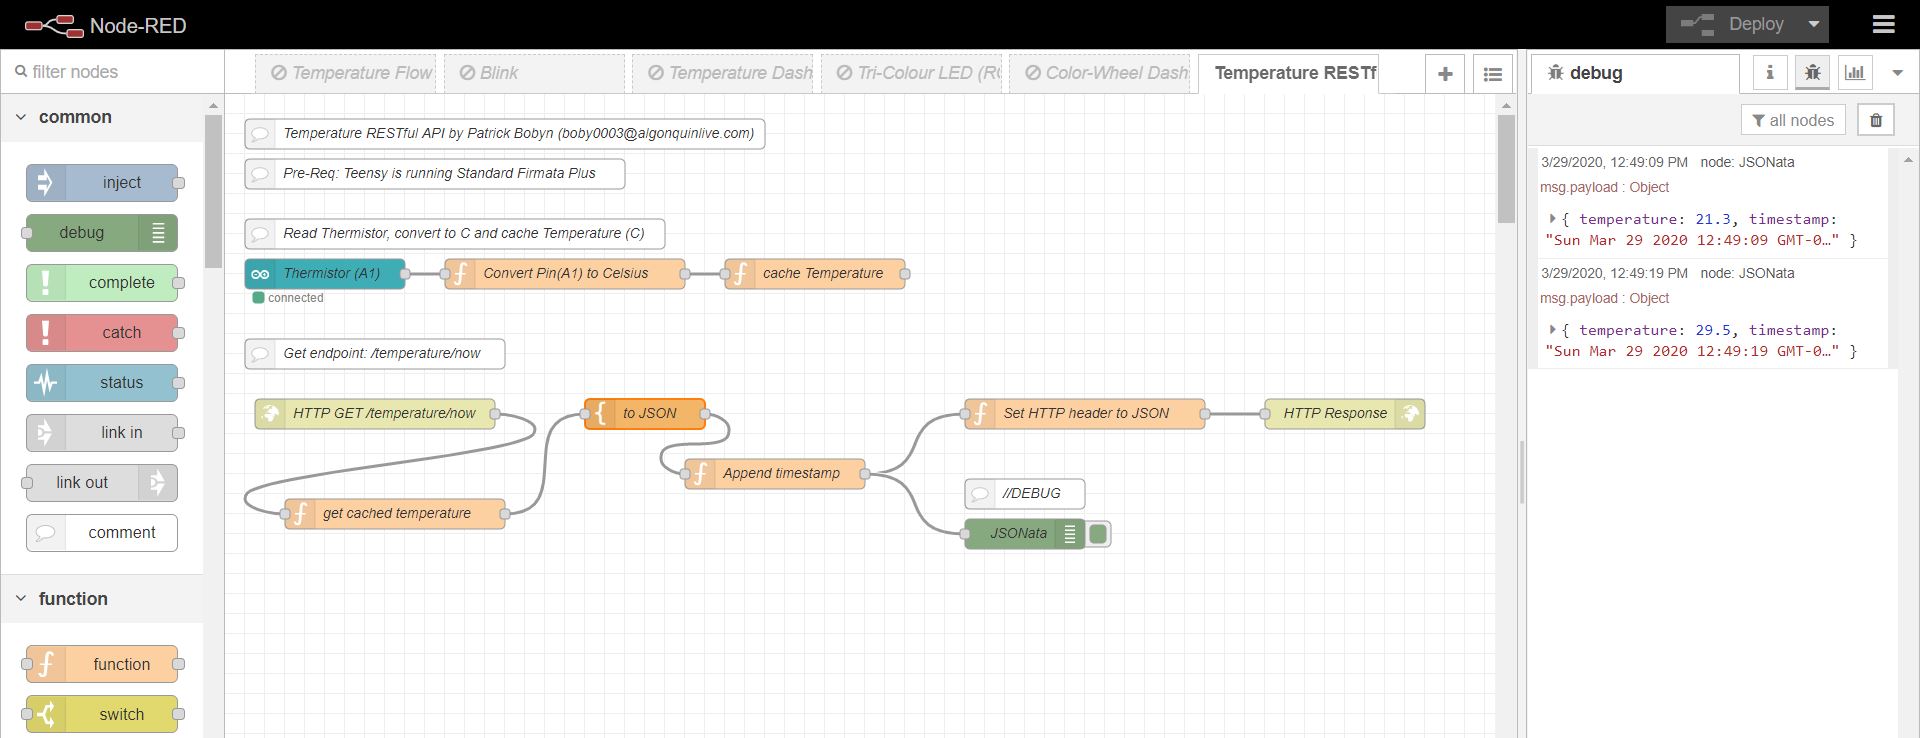 Node-RED
Deploy
filter nodes
Temperature Flow
Blink
Temperature Dash
Tri-Colour LED (R
Color-Wheel Dash
Temperature RESTf
debug
all nodes
common
inject
debug
complete
catch
status
link in
link out
comment
function
function
switch
Temperature RESTful API by Patrick Bobyn (boby0003@algonquinlive.com)
Pre-Req: Teensy is running Standard Firmata Plus
Read Thermistor, convert to C and cache Temperature (C)
Thermistor (A1)
Convert Pin(A1) to Celsius
cache Temperature
connected
Get endpoint: /temperature/now
HTTP GET /temperature/now
to JSON
Set HTTP header to JSON
HTTP Response
Append timestamp
get cached temperature
//DEBUG
JSONata
3/29/2020, 12:49:09 PM node: JSONata
msg.payload : Object
{ temperature: 21.3, timestamp:
"Sun Mar 29 2020 12:49:09 GMT-0…" }
3/29/2020, 12:49:19 PM node: JSONata
msg.payload : Object
{ temperature: 29.5, timestamp:
"Sun Mar 29 2020 12:49:19 GMT-0…" }